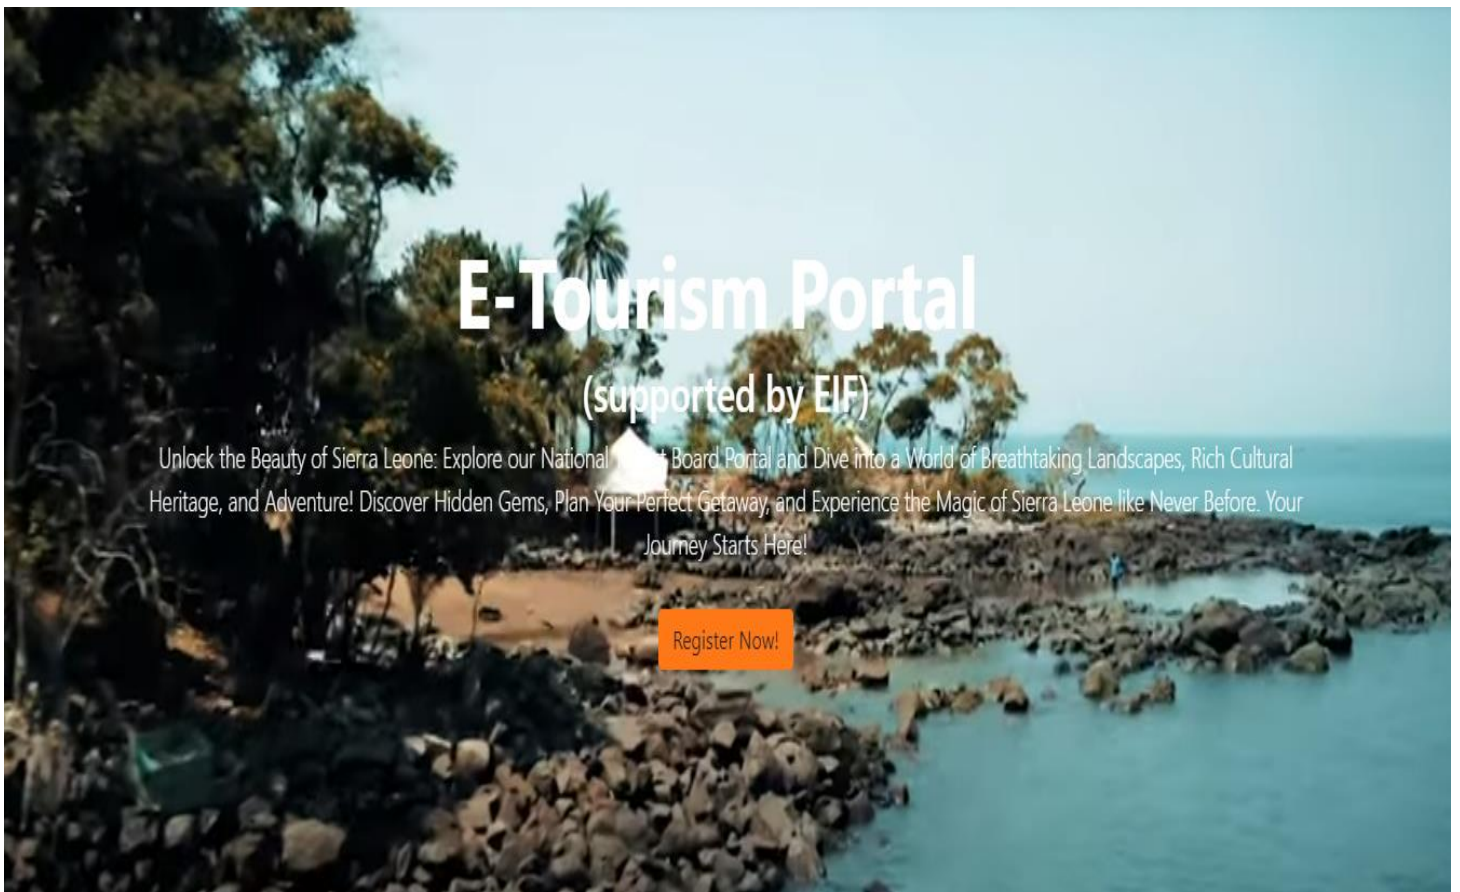 E-Tourism Portal
(supported by EIF)
Unlock the Beauty of Sierra Leone: Explore our National Board Portal and Dive into a World of Breathtaking Landscapes, Rich Cultural
Heritage, and Adventure! Discover Hidden Gems, Plan Your Perfect Getaway, and Experience the Magic of Sierra Leone like Never Before. Your
Journey Starts Here!
Register Now!